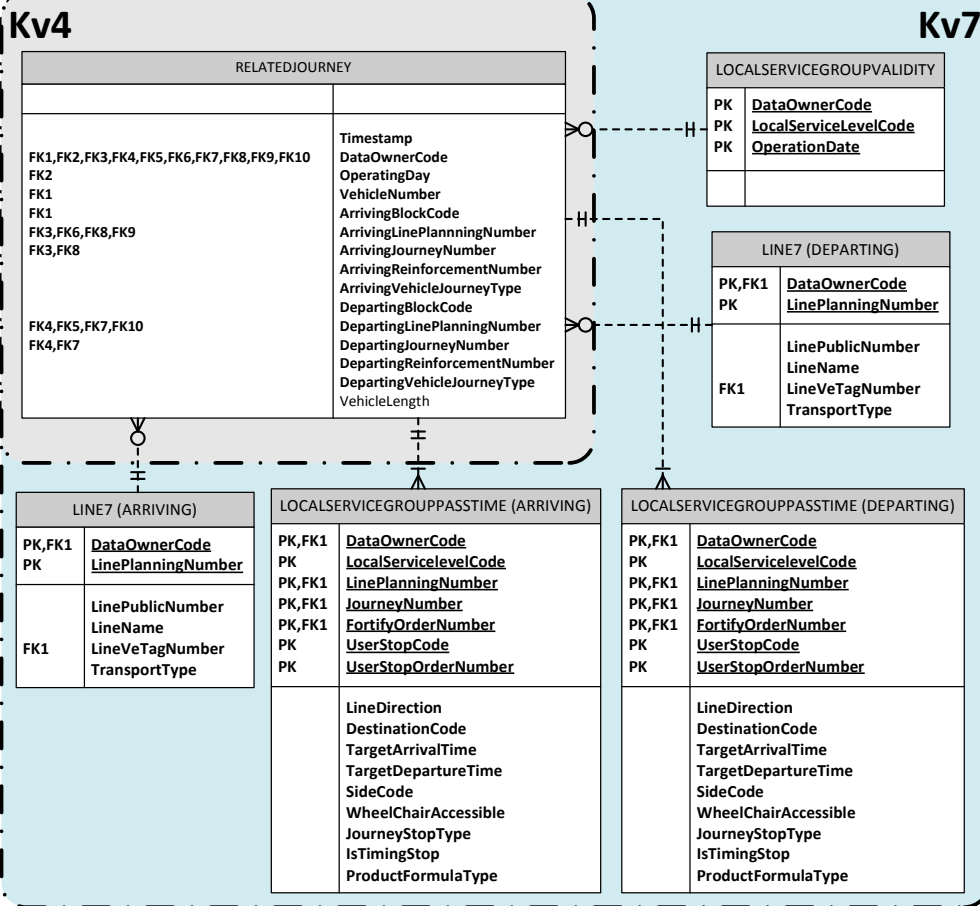 Kv4
Kv7
RELATEDJOURNEY
Timestamp
FK1,FK2,FK3,FK4,FK5,FK6,FK7,FK8,FK9,FK10 DataOwnerCode
FK2 OperatingDay
FK1 VehicleNumber
FK1 ArrivingBlockCode
FK3,FK6,FK8,FK9 ArrivingLinePlannningNumber
FK3,FK8 ArrivingJourneyNumber
ArrivingReinforcementNumber
ArrivingVehicleJourneyType
DepartingBlockCode
FK4,FK5,FK7,FK10 DepartingLinePlanningNumber
FK4,FK7 DepartingJourneyNumber
DepartingReinforcementNumber
DepartingVehicleJourneyType
VehicleLength
LOCALSERVICEGROUPVALIDITY
PK DataOwnerCode
PK LocalServiceLevelCode
PK OperationDate
LINE7 (DEPARTING)
PK,FK1 DataOwnerCode
PK LinePlanningNumber
LinePublicNumber
LineName
FK1 LineVeTagNumber
TransportType
LINE7 (ARRIVING)
PK,FK1 DataOwnerCode
PK LinePlanningNumber
LinePublicNumber
LineName
FK1 LineVeTagNumber
TransportType
LOCALSERVICEGROUPPASSTIME (ARRIVING)
PK,FK1 DataOwnerCode
PK LocalServicelevelCode
PK,FK1 LinePlanningNumber
PK,FK1 JourneyNumber
PK,FK1 FortifyOrderNumber
PK UserStopCode
PK UserStopOrderNumber
LineDirection
DestinationCode
TargetArrivalTime
TargetDepartureTime
SideCode
WheelChairAccessible
JourneyStopType
IsTimingStop
ProductFormulaType
LOCALSERVICEGROUPPASSTIME (DEPARTING)
PK,FK1 DataOwnerCode
PK LocalServicelevelCode
PK,FK1 LinePlanningNumber
PK,FK1 JourneyNumber
PK,FK1 FortifyOrderNumber
PK UserStopCode
PK UserStopOrderNumber
LineDirection
DestinationCode
TargetArrivalTime
TargetDepartureTime
SideCode
WheelChairAccessible
JourneyStopType
IsTimingStop
ProductFormulaType